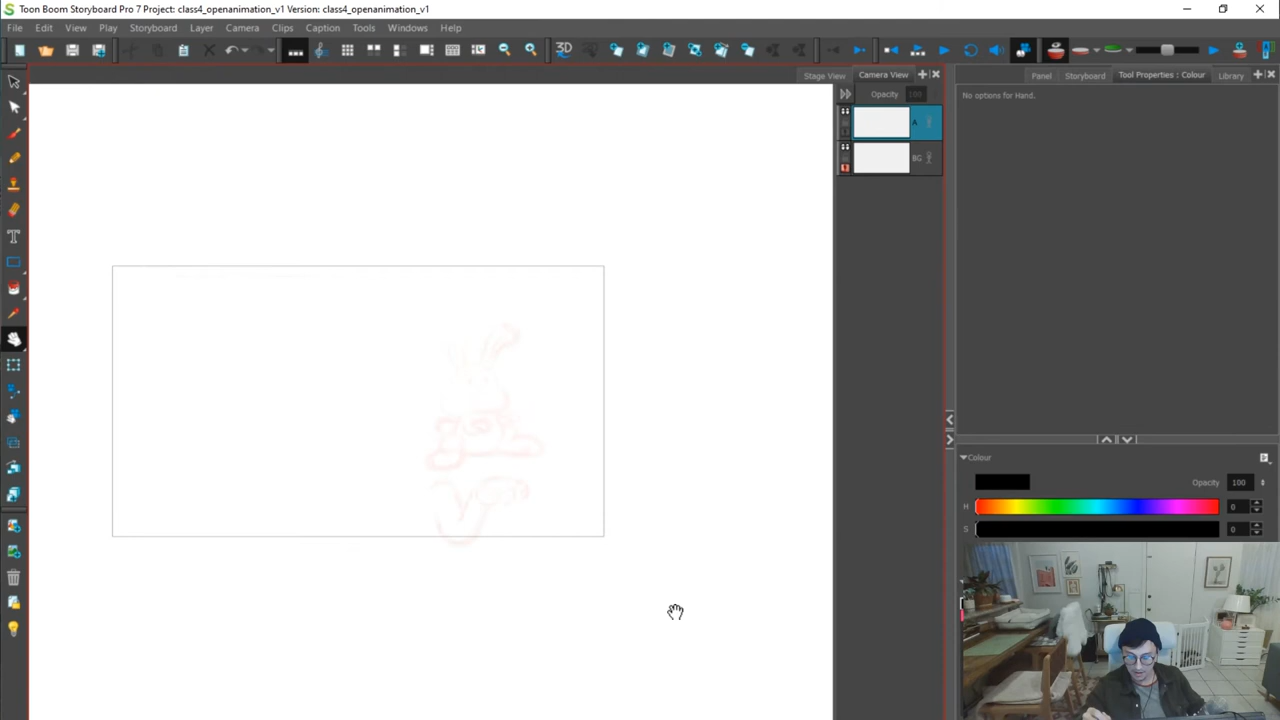 Toon Boom Storyboard Pro 7 Project: class4_openanimation_v1 Version: class4_openanimation_v1
File Edit View Play Storyboard Layer Camera Clips Caption Tools Windows Help
3D
Stage View Camera View
Panel Storyboard Tool Properties : Colour Library
Opacity 100
No options for Hand.
A
BG
Colour
Opacity 100
H 0
S 0